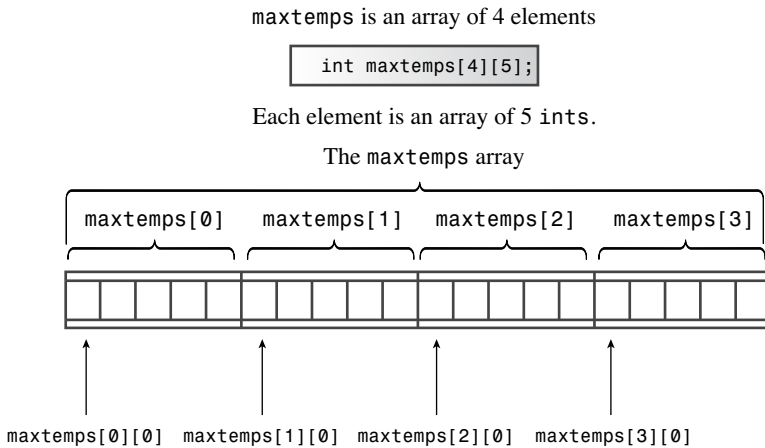 maxtemps is an array of 4 elements
int maxtemps[4][5];
Each element is an array of 5 ints.
The maxtemps array
maxtemps[0] maxtemps[1] maxtemps[2] maxtemps[3]
maxtemps[0][0] maxtemps[1][0] maxtemps[2][0] maxtemps[3][0]